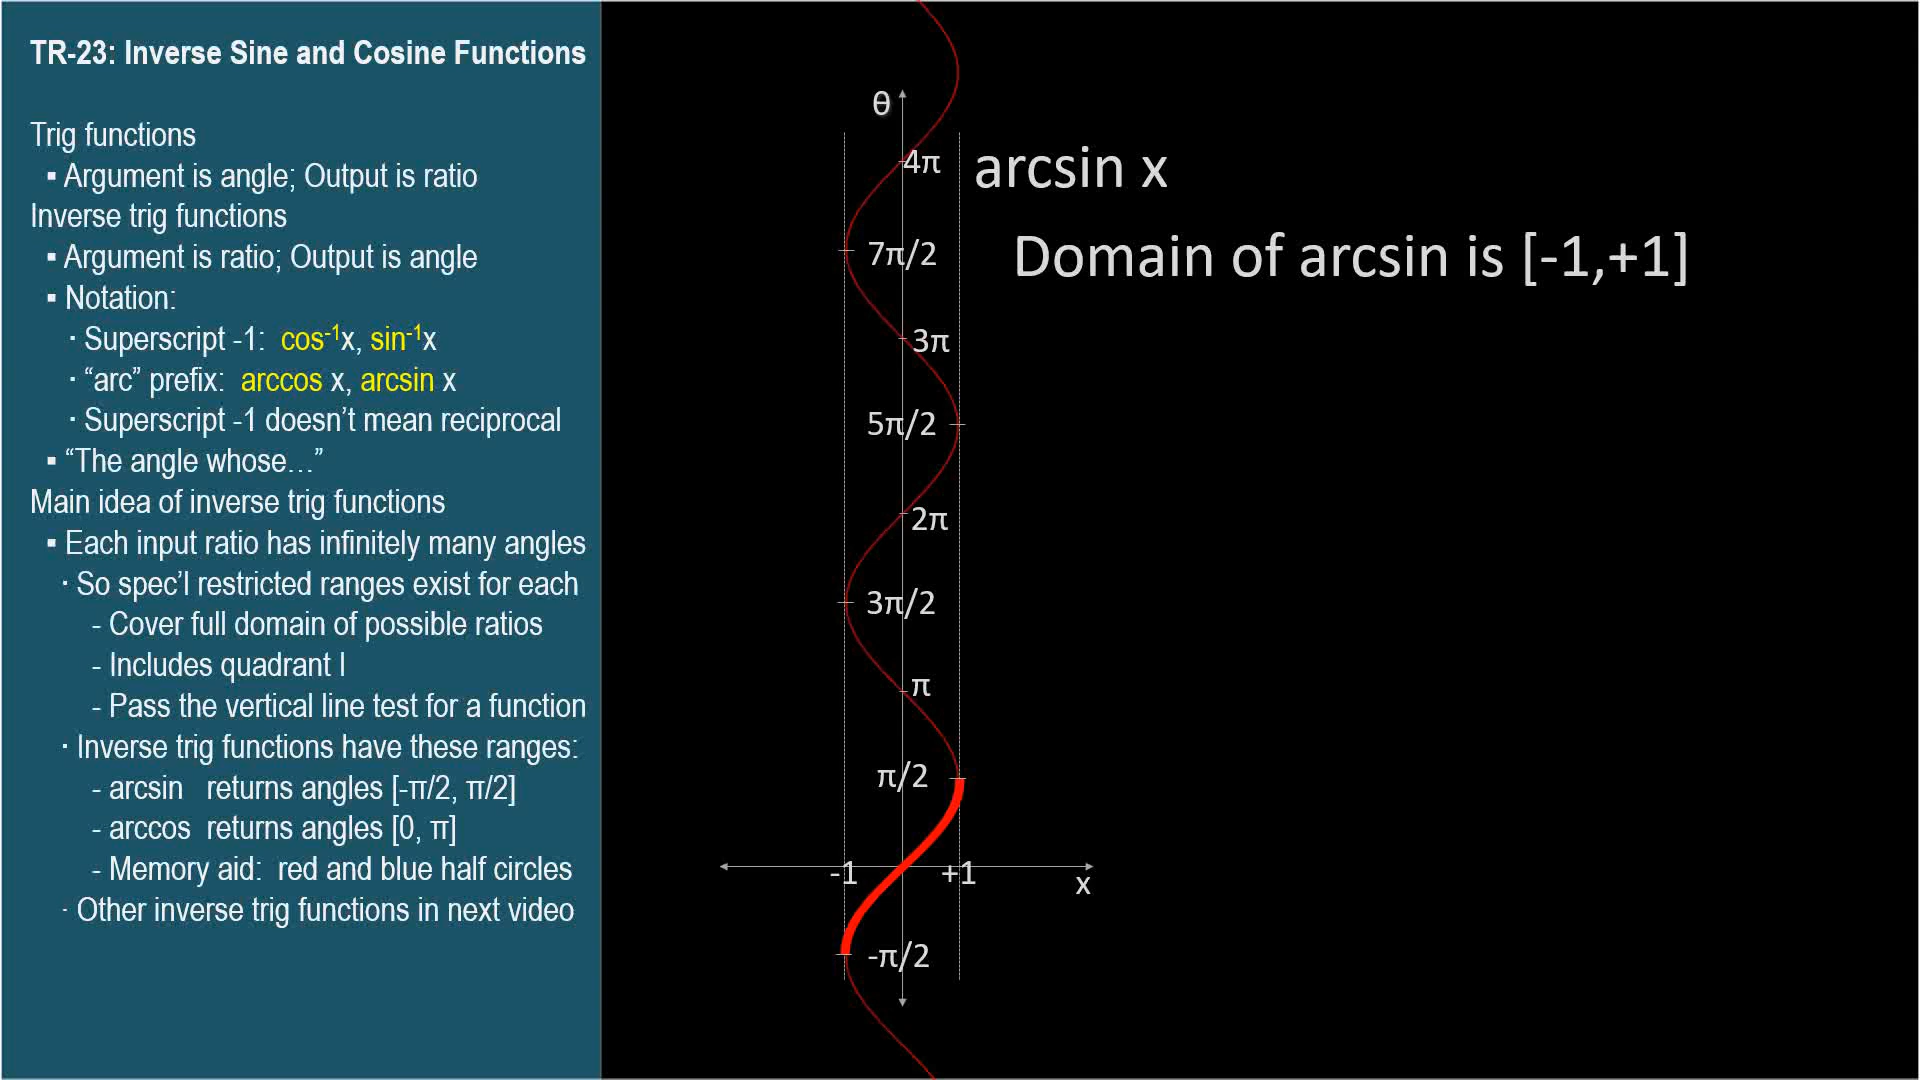 TR-23: Inverse Sine and Cosine Functions
Trig functions
▪ Argument is angle; Output is ratio
Inverse trig functions
▪ Argument is ratio; Output is angle
▪ Notation:
· Superscript -1: cos⁻¹x, sin⁻¹x
· “arc” prefix: arccos x, arcsin x
· Superscript -1 doesn’t mean reciprocal
▪ “The angle whose…”
Main idea of inverse trig functions
▪ Each input ratio has infinitely many angles
· So spec’l restricted ranges exist for each
- Cover full domain of possible ratios
- Includes quadrant I
- Pass the vertical line test for a function
· Inverse trig functions have these ranges:
- arcsin returns angles [-π/2, π/2]
- arccos returns angles [0, π]
- Memory aid: red and blue half circles
· Other inverse trig functions in next video
θ
4π
arcsin x
7π/2
Domain of arcsin is [-1,+1]
3π
5π/2
2π
3π/2
π
π/2
-1
+1
x
-π/2